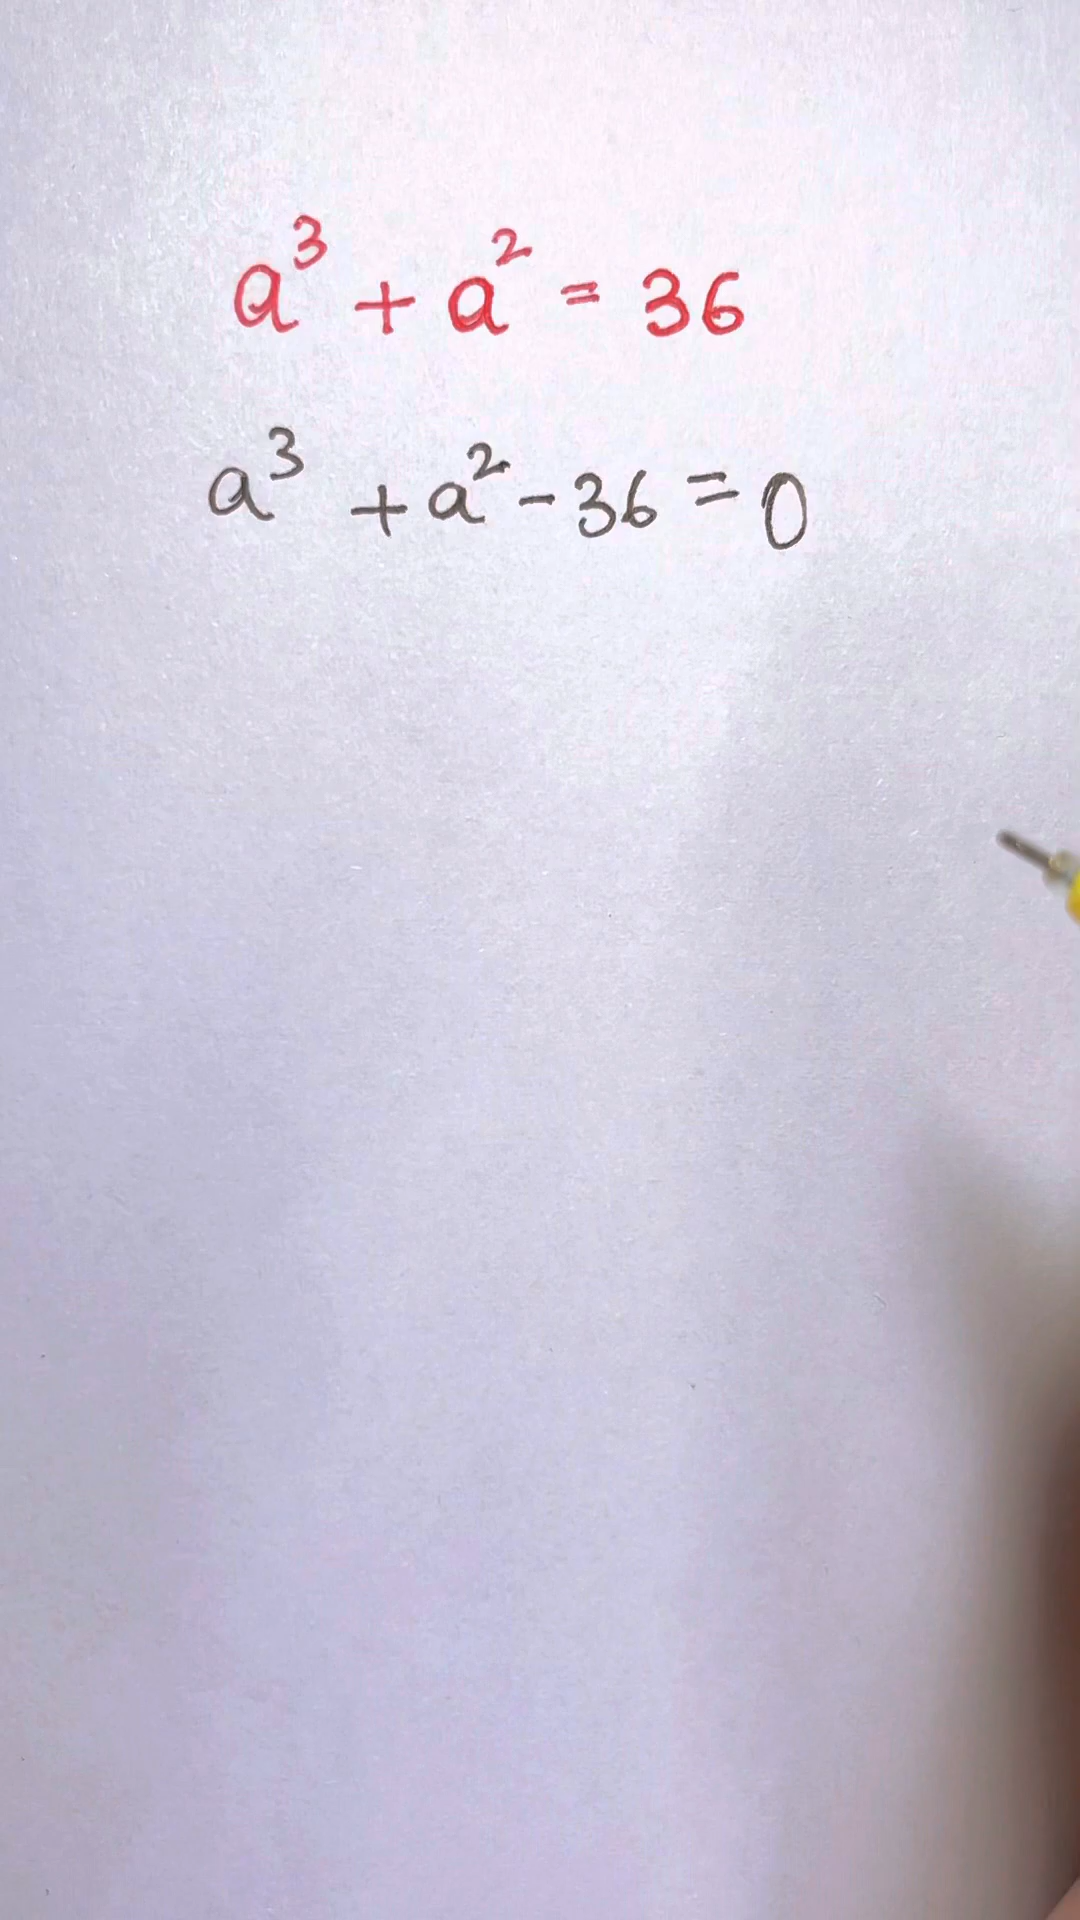 a³ + a² = 36
a³ + a² - 36 = 0